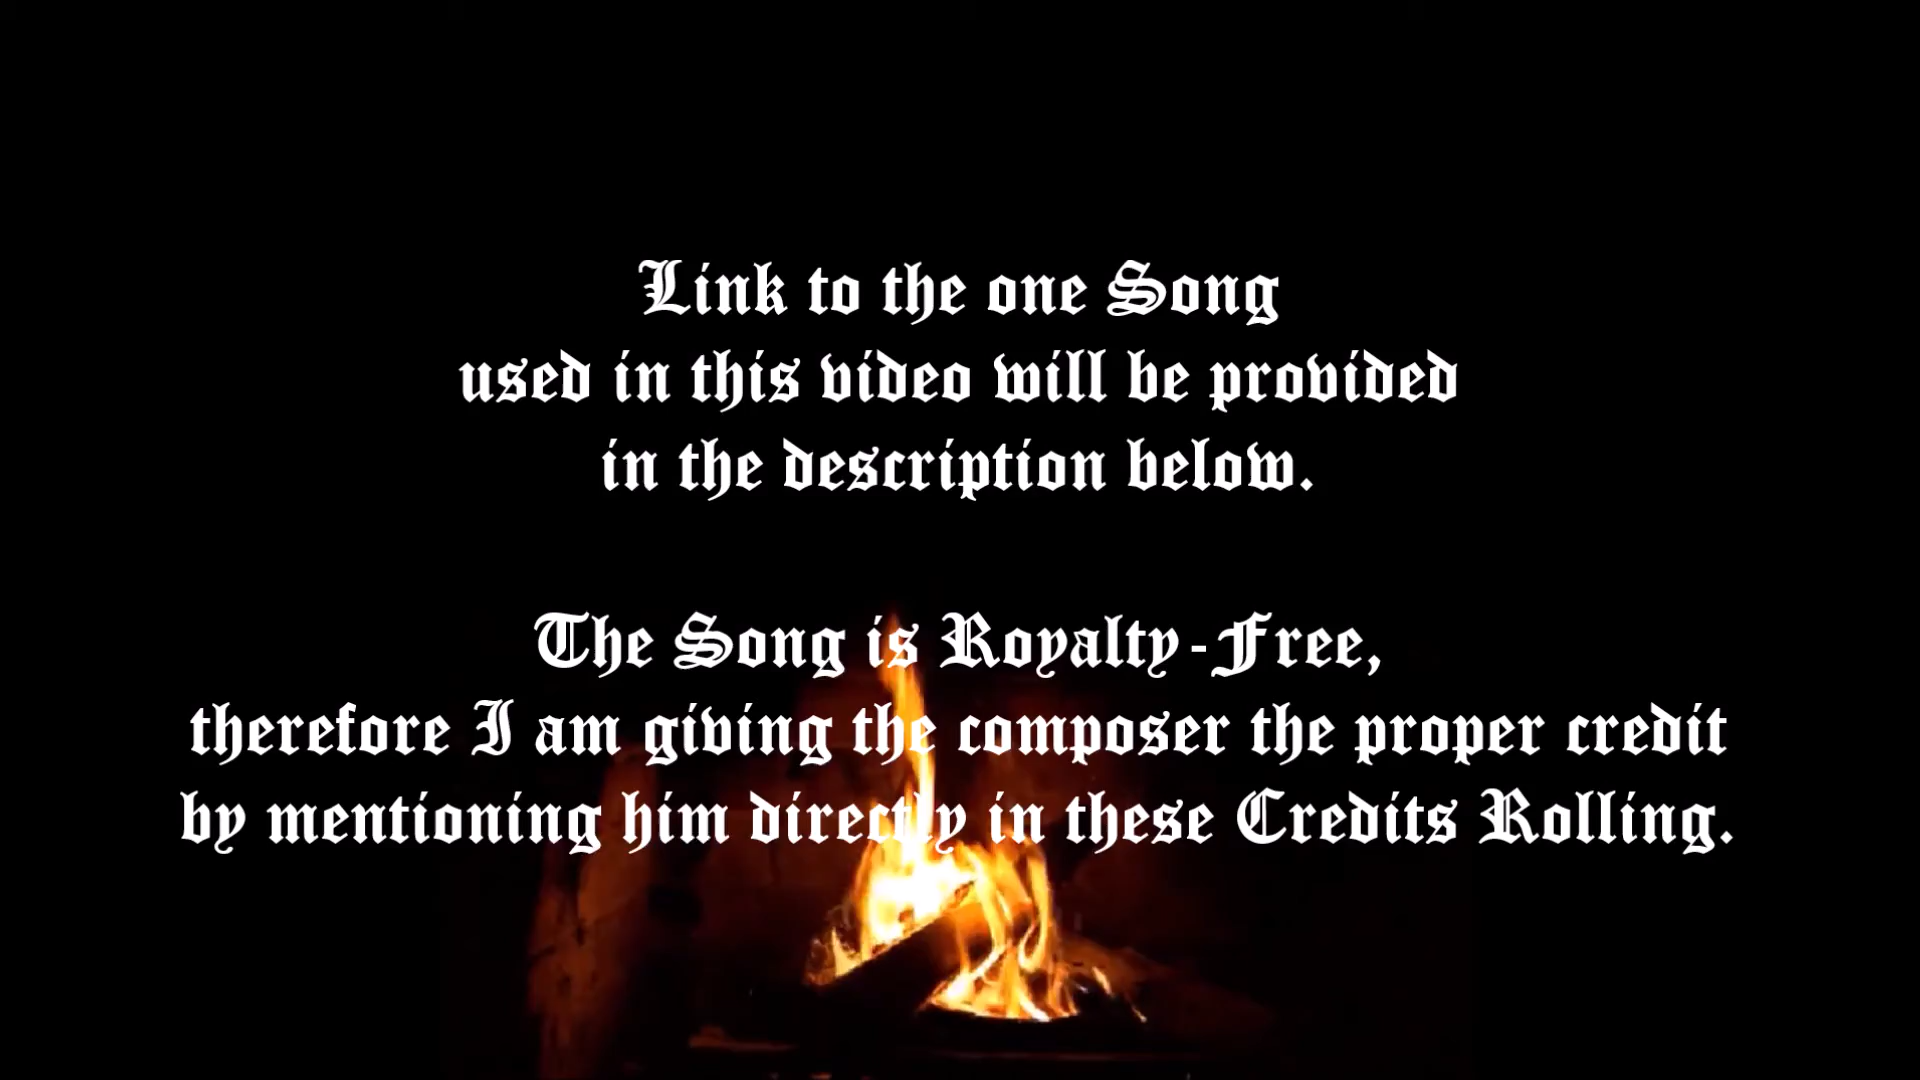 Link to the one Song
used in this video will be provided
in the description below.
The Song is Royalty-Free,
therefore I am giving the composer the proper credit
by mentioning him directly in these Credits Rolling.